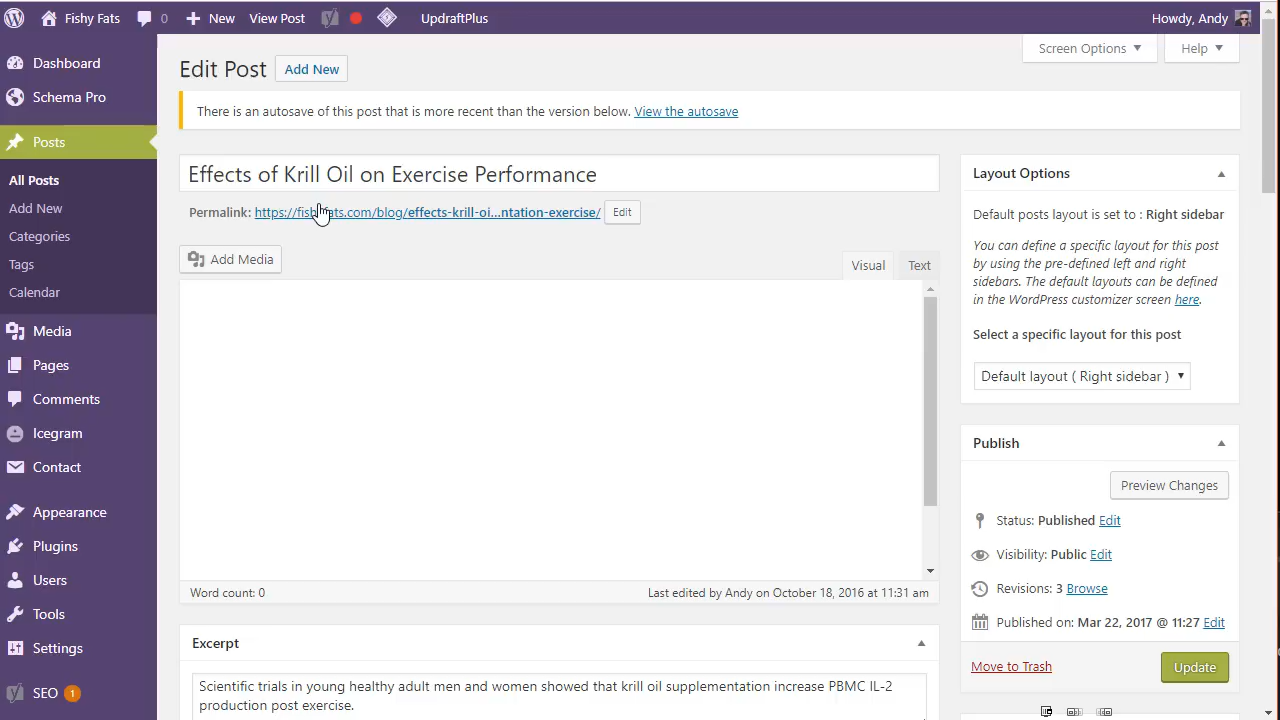 Fishy Fats 0 New View Post UpdraftPlus Howdy, Andy
Screen Options Help
Dashboard
Schema Pro
Posts
All Posts
Add New
Categories
Tags
Calendar
Media
Pages
Comments
Icegram
Contact
Appearance
Plugins
Users
Tools
Settings
SEO 1
Edit Post Add New
There is an autosave of this post that is more recent than the version below. View the autosave
Effects of Krill Oil on Exercise Performance
Permalink: https://fishyfats.com/blog/effects-krill-oi...ntation-exercise/ Edit
Add Media
Visual Text
Word count: 0 Last edited by Andy on October 18, 2016 at 11:31 am
Excerpt
Scientific trials in young healthy adult men and women showed that krill oil supplementation increase PBMC IL-2
production post exercise.
Layout Options
Default posts layout is set to : Right sidebar
You can define a specific layout for this post
by using the pre-defined left and right
sidebars. The default layouts can be defined
in the WordPress customizer screen here.
Select a specific layout for this post
Default layout ( Right sidebar )
Publish
Preview Changes
Status: Published Edit
Visibility: Public Edit
Revisions: 3 Browse
Published on: Mar 22, 2017 @ 11:27 Edit
Move to Trash Update